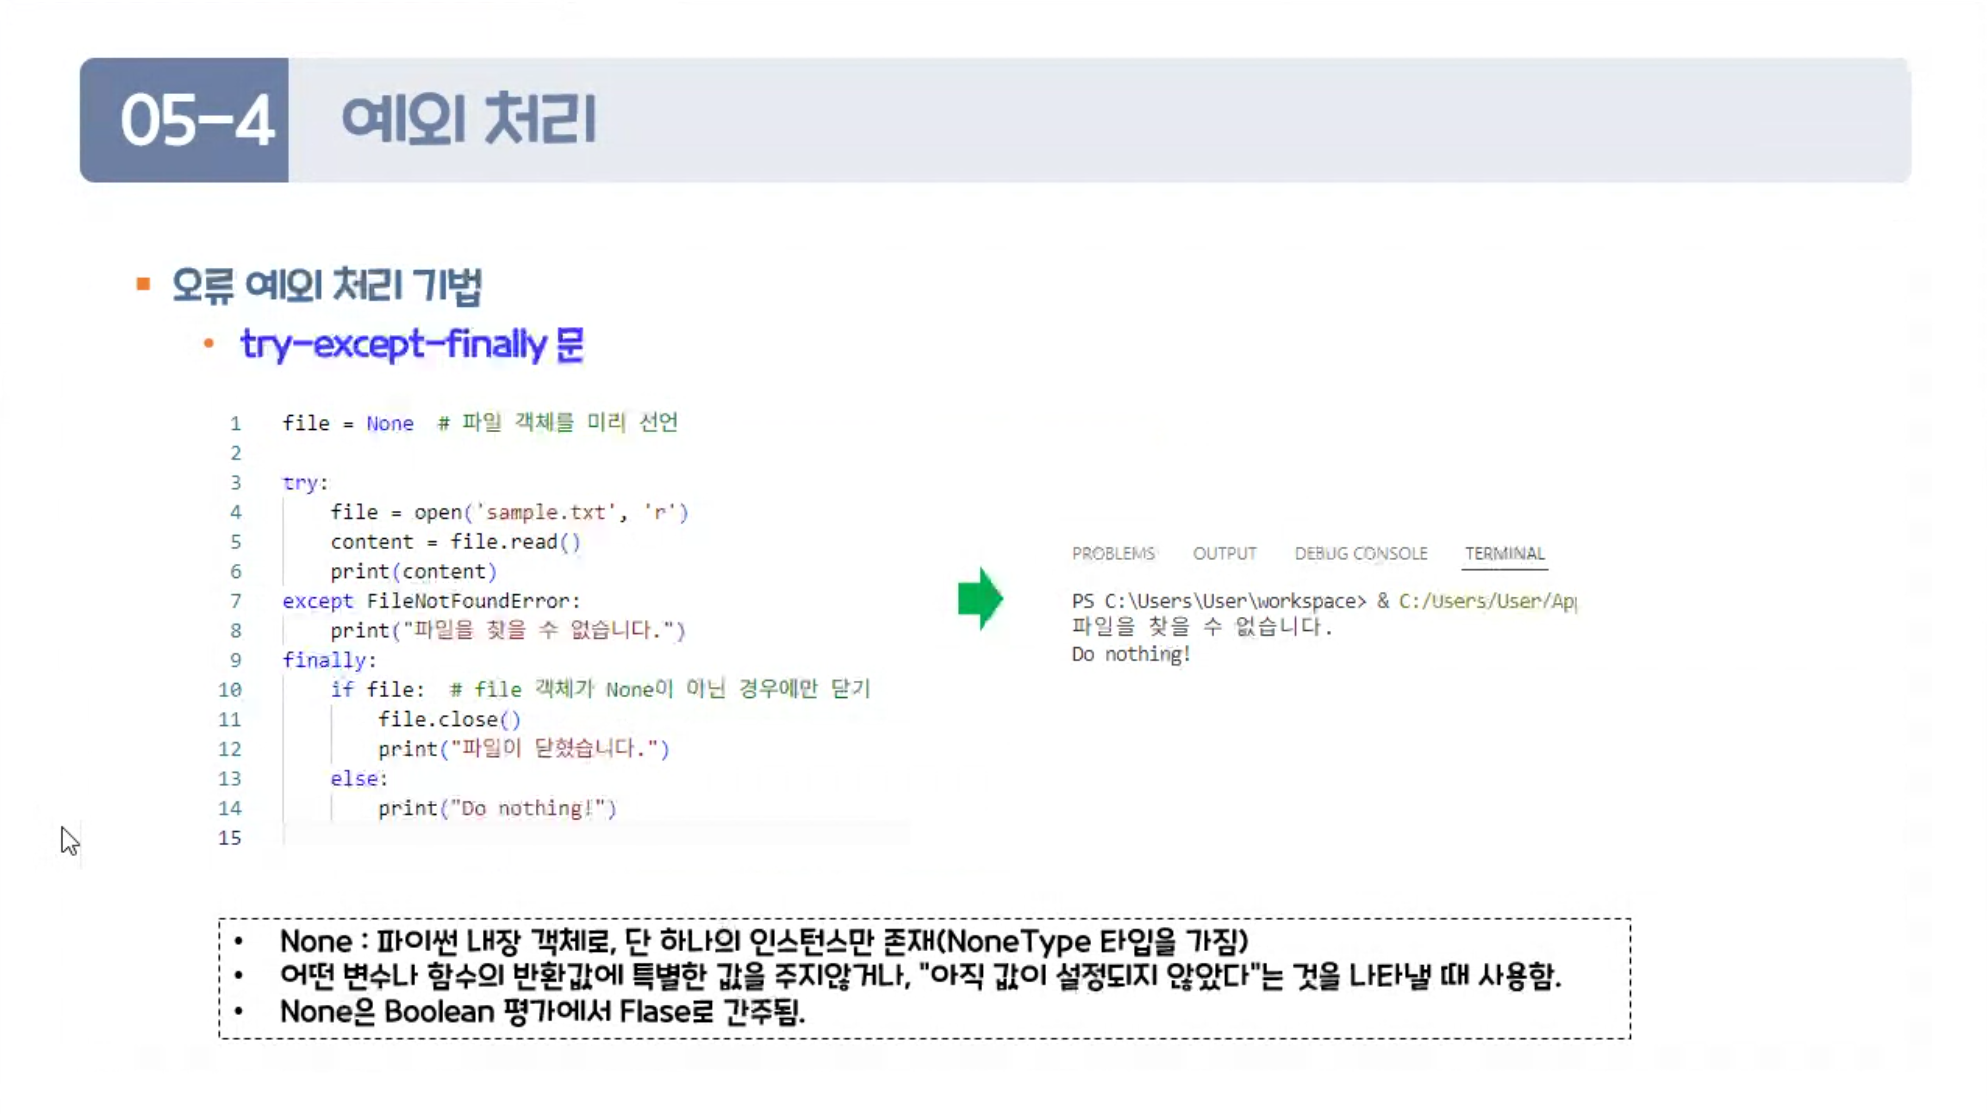 05-4 예외 처리
오류 예외 처리 기법
try-except-finally 문
1 file = None # 파일 객체를 미리 선언
2
3 try:
4 file = open('sample.txt', 'r')
5 content = file.read()
6 print(content)
7 except FileNotFoundError:
8 print("파일을 찾을 수 없습니다.")
9 finally:
10 if file: # file 객체가 None이 아닌 경우에만 닫기
11 file.close()
12 print("파일이 닫혔습니다.")
13 else:
14 print("Do nothing!")
15
PROBLEMS OUTPUT DEBUG CONSOLE TERMINAL
PS C:\Users\User\workspace> & C:/Users/User/Ap
파일을 찾을 수 없습니다.
Do nothing!
• None : 파이썬 내장 객체로, 단 하나의 인스턴스만 존재(NoneType 타입을 가짐)
• 어떤 변수나 함수의 반환값에 특별한 값을 주지않거나, "아직 값이 설정되지 않았다"는 것을 나타낼 때 사용함.
• None은 Boolean 평가에서 Flase로 간주됨.